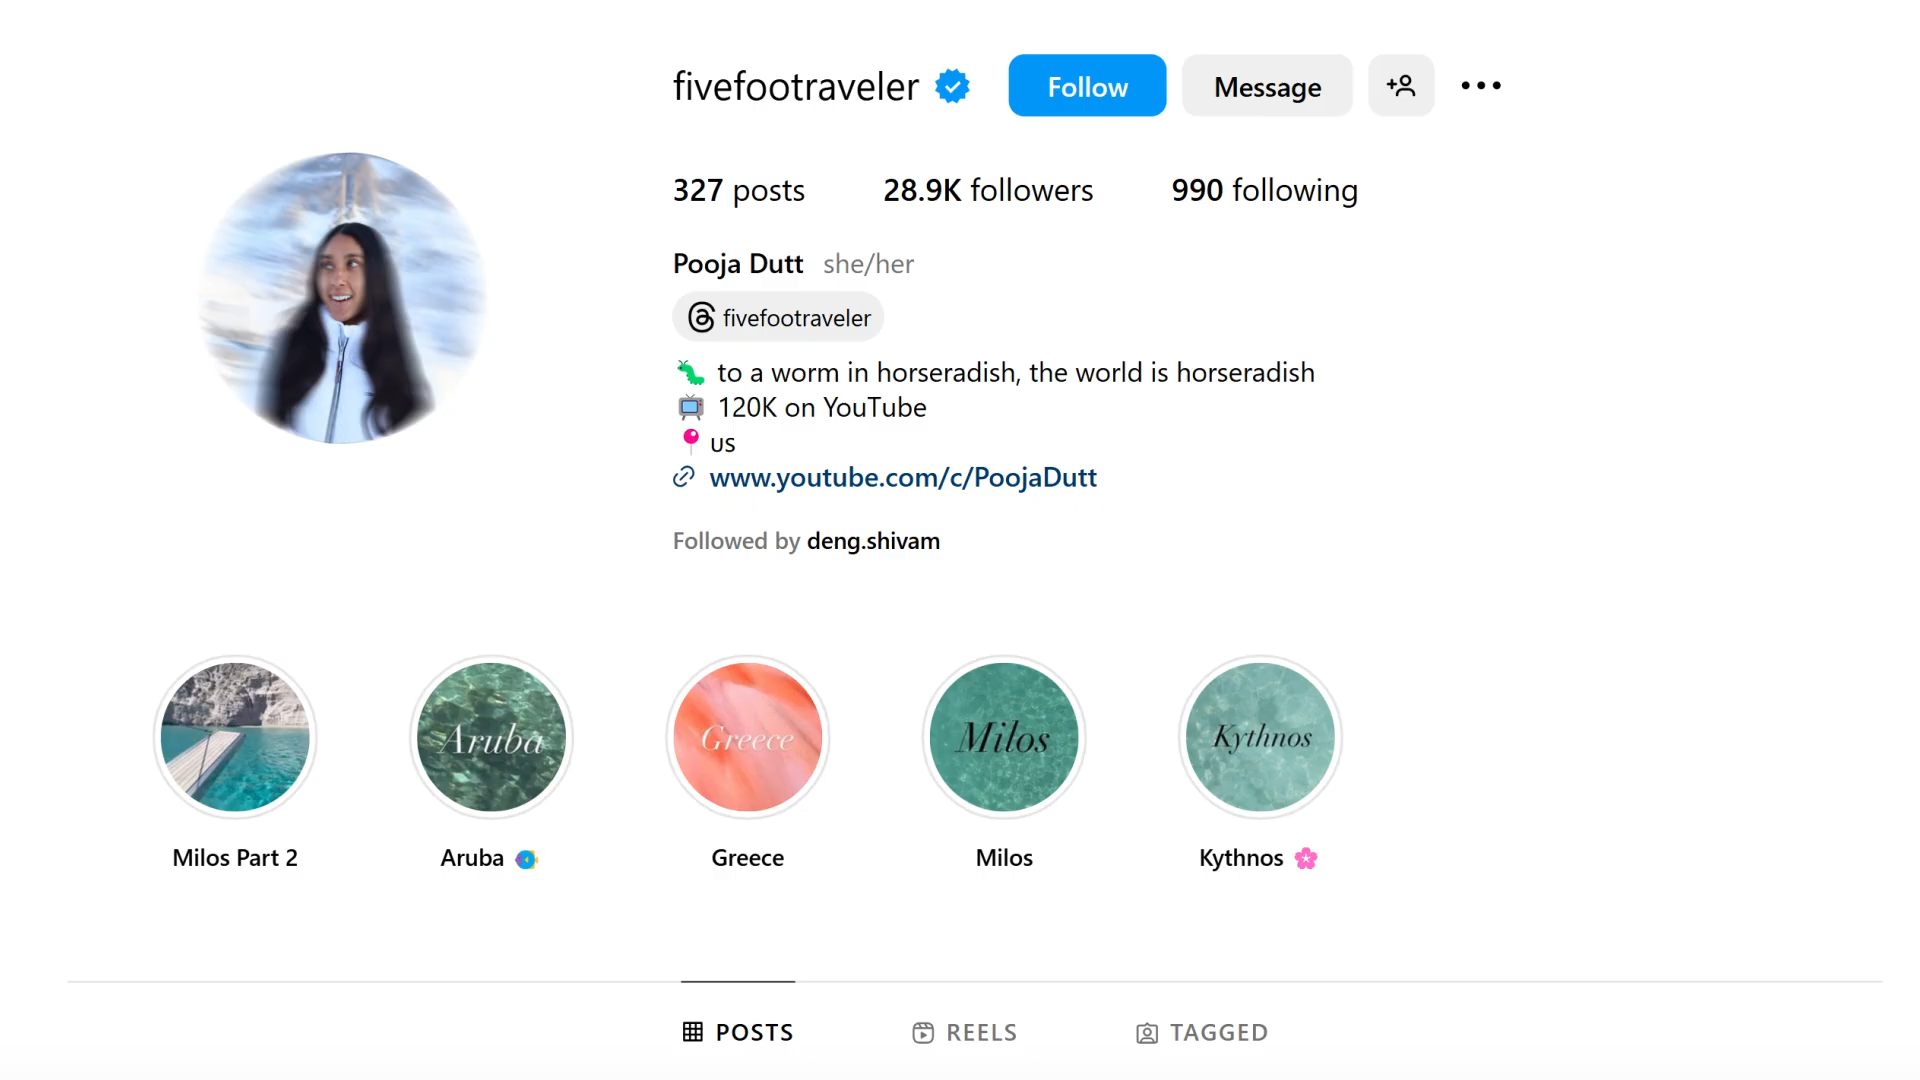 fivefootraveler Follow Message
327 posts 28.9K followers 990 following
Pooja Dutt she/her
fivefootraveler
to a worm in horseradish, the world is horseradish
120K on YouTube
us
www.youtube.com/c/PoojaDutt
Followed by deng.shivam
Aruba Greece Milos Kythnos
Milos Part 2 Aruba Greece Milos Kythnos
POSTS REELS TAGGED